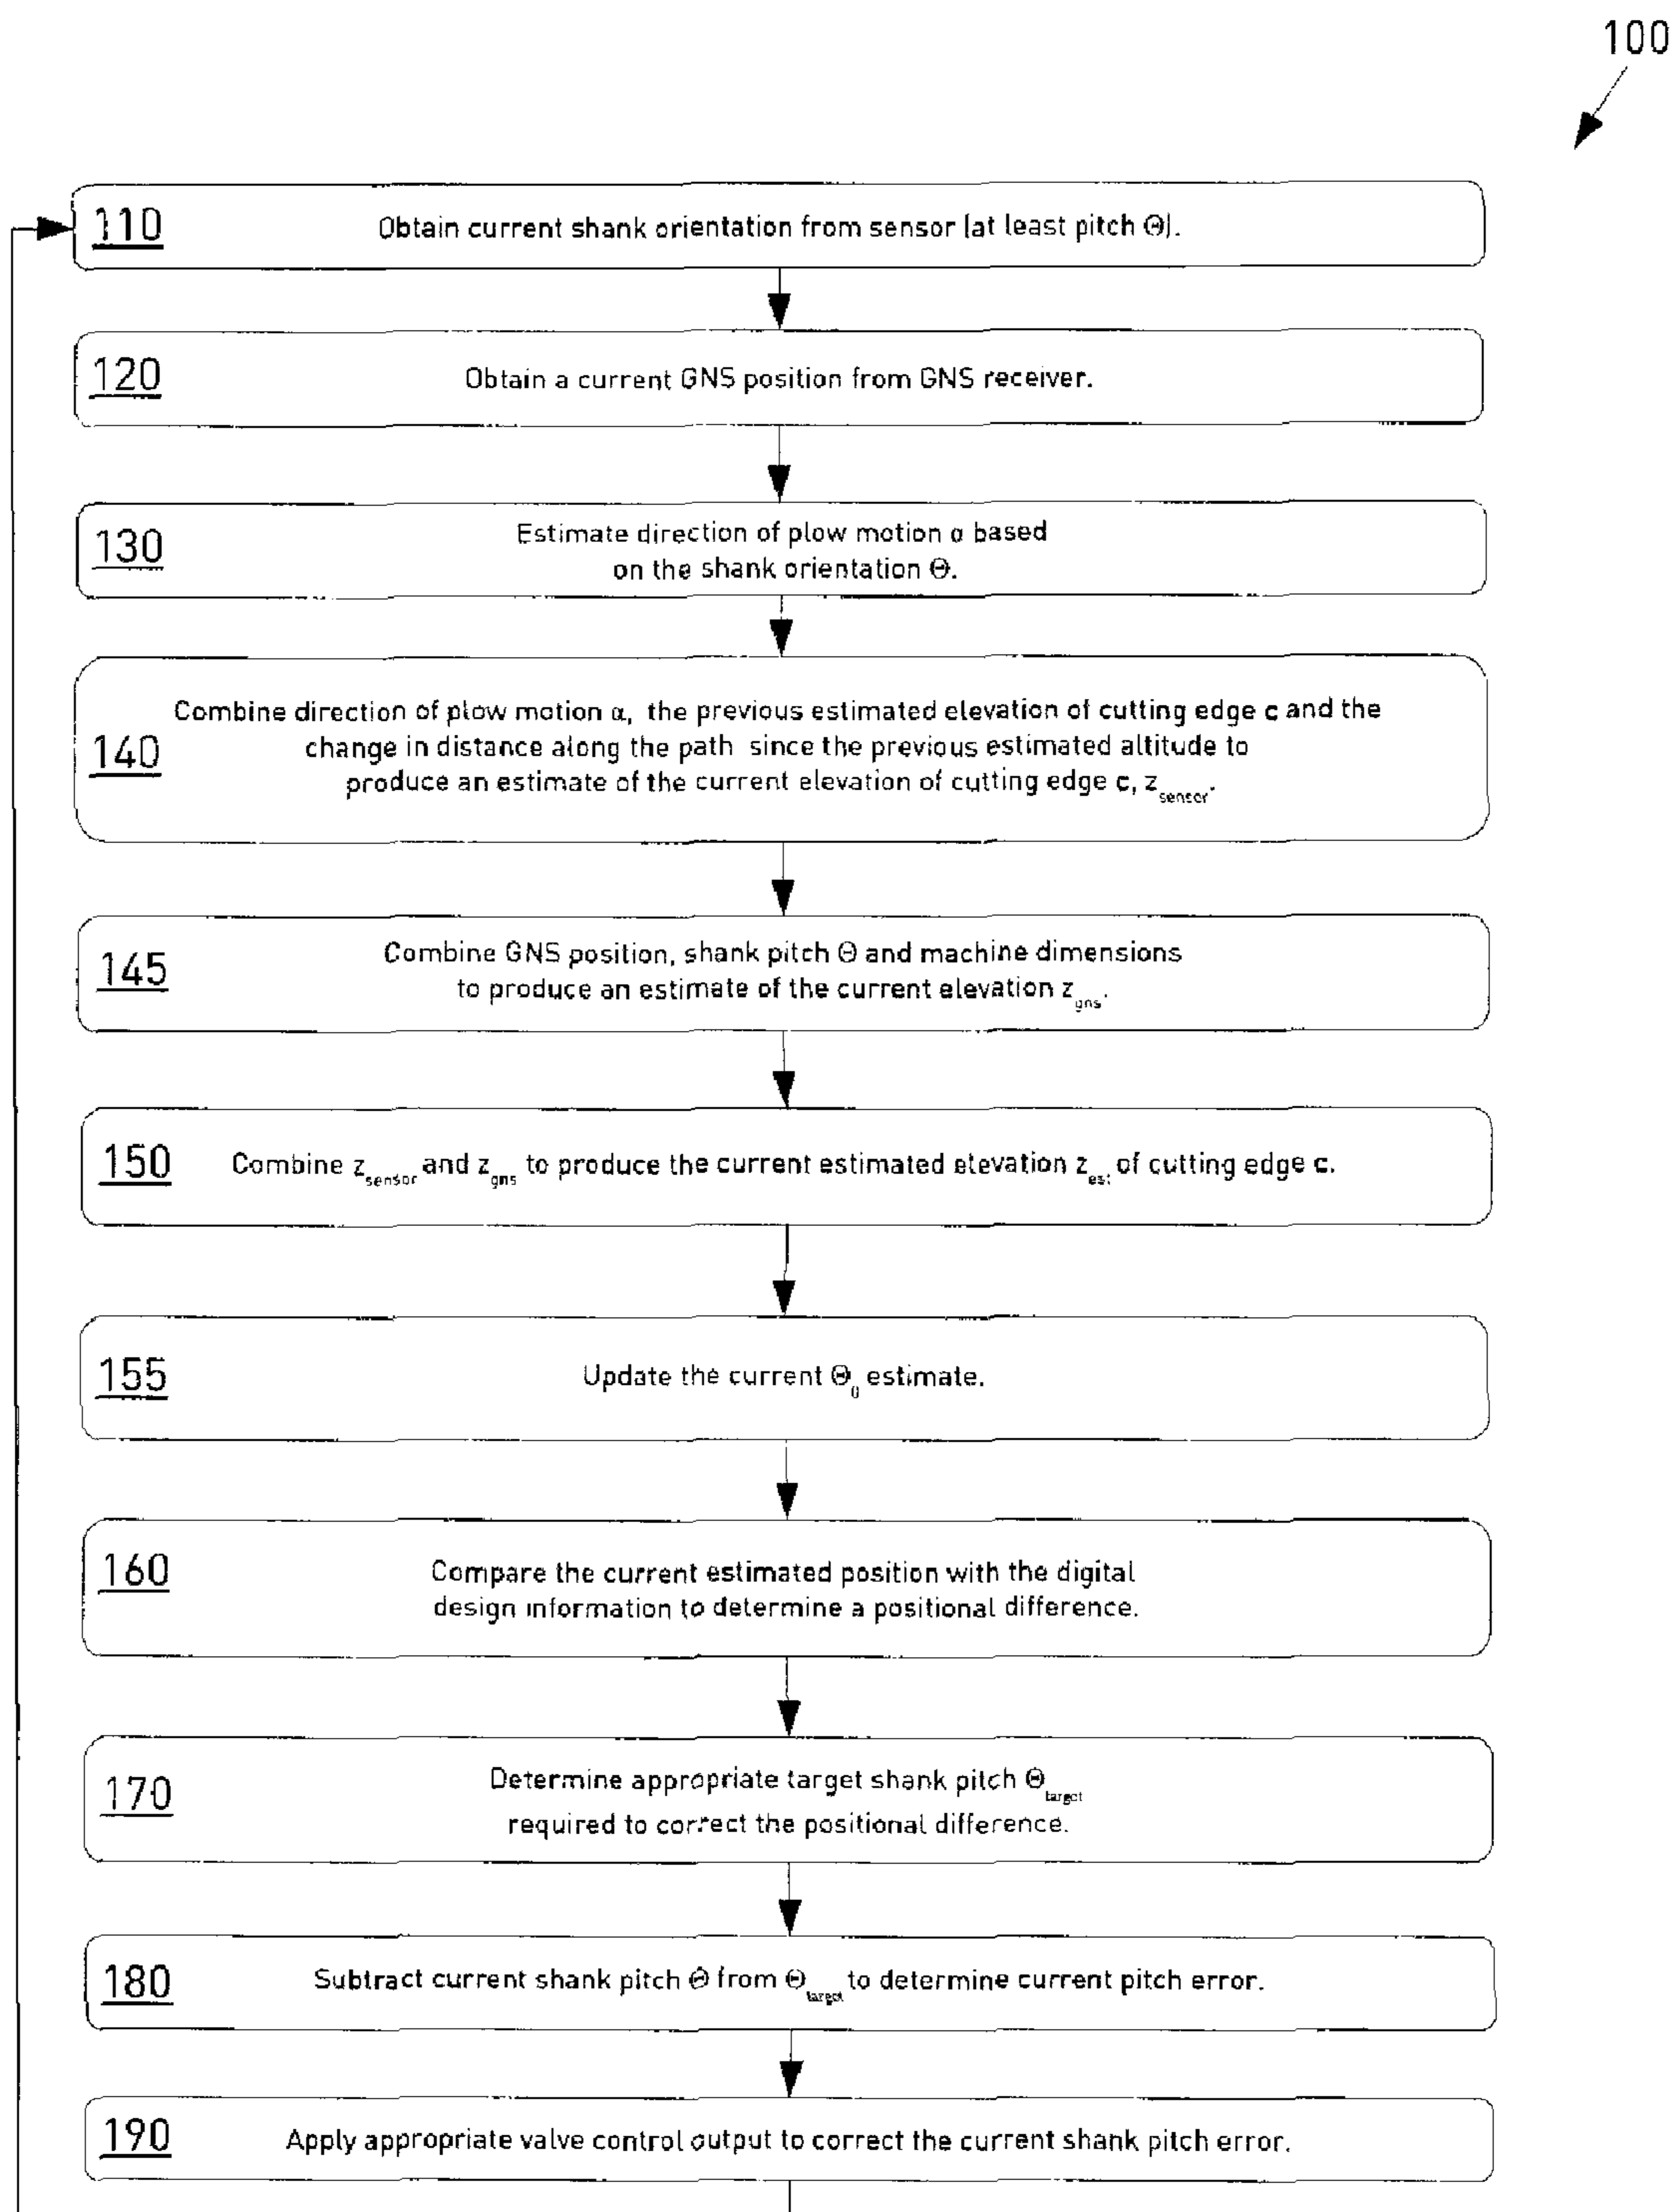 100
110 Obtain current shank orientation from sensor (at least pitch Θ).
120 Obtain a current GNS position from GNS receiver.
130 Estimate direction of plow motion α based
on the shank orientation Θ.
140 Combine direction of plow motion α, the previous estimated elevation of cutting edge c and the
change in distance along the path since the previous estimated altitude to
produce an estimate of the current elevation of cutting edge c, z_sensor.
145 Combine GNS position, shank pitch Θ and machine dimensions
to produce an estimate of the current elevation z_gns.
150 Combine z_sensor and z_gns to produce the current estimated elevation z_est of cutting edge c.
155 Update the current Θ_0 estimate.
160 Compare the current estimated position with the digital
design information to determine a positional difference.
170 Determine appropriate target shank pitch Θ_target
required to correct the positional difference.
180 Subtract current shank pitch Θ from Θ_target to determine current pitch error.
190 Apply appropriate valve control output to correct the current shank pitch error.